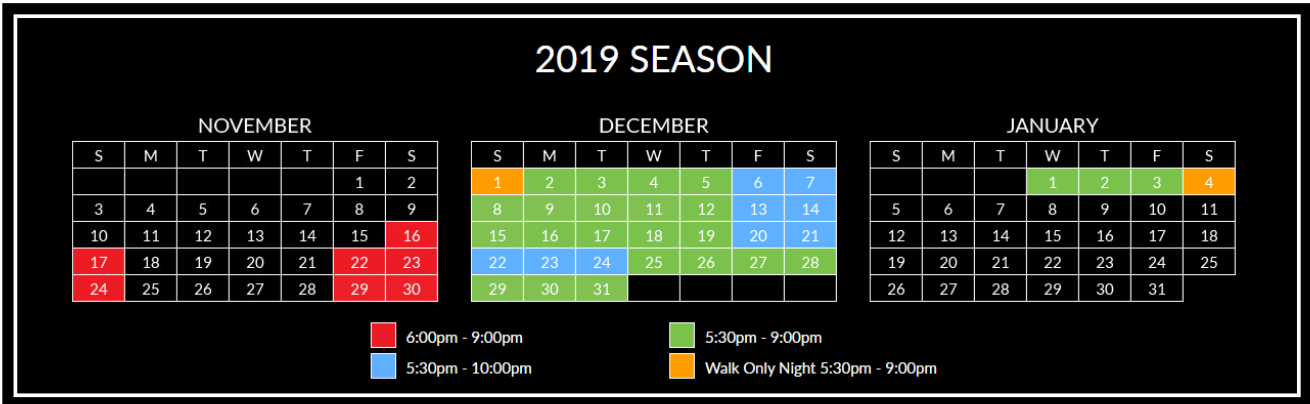 2019 SEASON
NOVEMBER
S M T W T F S
1 2
3 4 5 6 7 8 9
10 11 12 13 14 15 16
17 18 19 20 21 22 23
24 25 26 27 28 29 30
DECEMBER
S M T W T F S
1 2 3 4 5 6 7
8 9 10 11 12 13 14
15 16 17 18 19 20 21
22 23 24 25 26 27 28
29 30 31
JANUARY
S M T W T F S
1 2 3 4
5 6 7 8 9 10 11
12 13 14 15 16 17 18
19 20 21 22 23 24 25
26 27 28 29 30 31
6:00pm - 9:00pm
5:30pm - 10:00pm
5:30pm - 9:00pm
Walk Only Night 5:30pm - 9:00pm